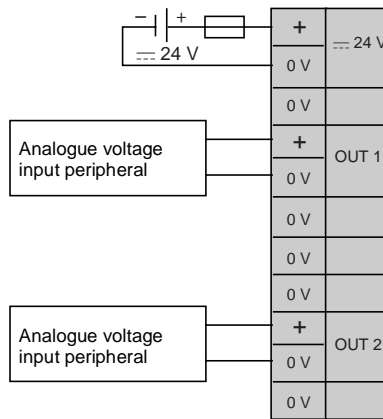 − + +
⎓ 24 V
⎓ 24 V
0 V
0 V
Analogue voltage
input peripheral
+
OUT 1
0 V
0 V
0 V
0 V
Analogue voltage
input peripheral
+
OUT 2
0 V
0 V